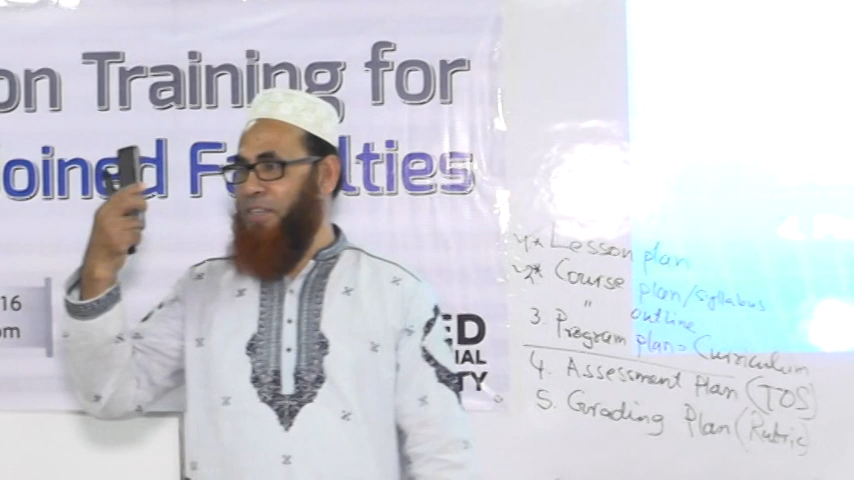 on Training for
oined Faculties
16
om
ED
IAL
TY
1* Lesson plan
2* Course plan/syllabus
" outline
3. Program plan= Curriculum
4. Assessment Plan (TOS)
5. Grading Plan (Rubric)